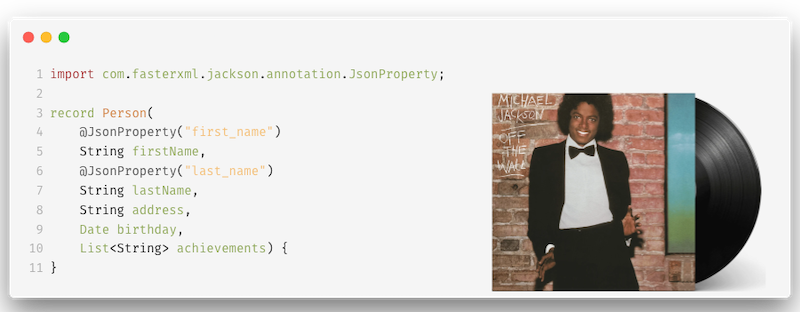 1 import com.fasterxml.jackson.annotation.JsonProperty;
2
3 record Person(
4     @JsonProperty("first_name")
5     String firstName,
6     @JsonProperty("last_name")
7     String lastName,
8     String address,
9     Date birthday,
10     List<String> achievements) {
11 }
MICHAEL
JACKSON
OFF
THE
WALL